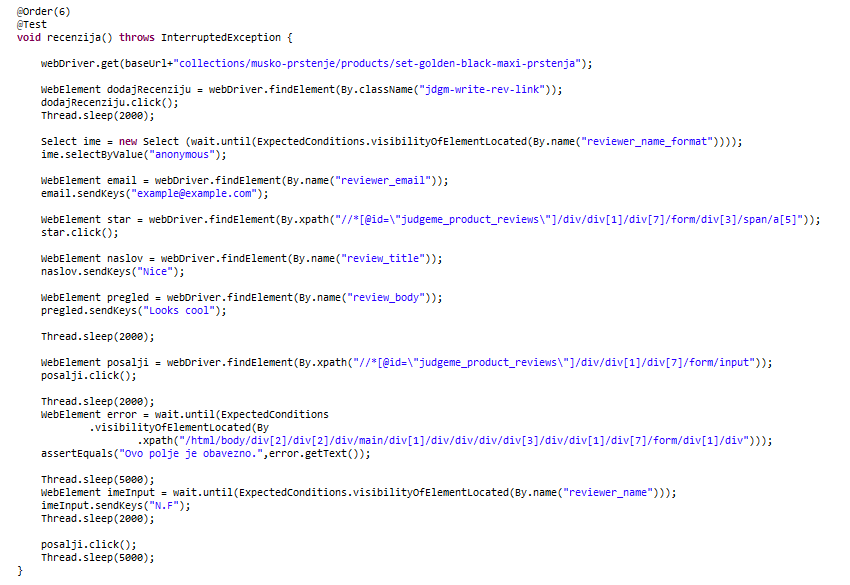 @Order(6)
@Test
void recenzija() throws InterruptedException {
webDriver.get(baseUrl+"collections/musko-prstenje/products/set-golden-black-maxi-prstenja");
WebElement dodajRecenziju = webDriver.findElement(By.className("jdgm-write-rev-link"));
dodajRecenziju.click();
Thread.sleep(2000);
Select ime = new Select (wait.until(ExpectedConditions.visibilityOfElementLocated(By.name("reviewer_name_format"))));
ime.selectByValue("anonymous");
WebElement email = webDriver.findElement(By.name("reviewer_email"));
email.sendKeys("example@example.com");
WebElement star = webDriver.findElement(By.xpath("//*[@id=\"judgeme_product_reviews\"]/div/div[1]/div[7]/form/div[3]/span/a[5]"));
star.click();
WebElement naslov = webDriver.findElement(By.name("review_title"));
naslov.sendKeys("Nice");
WebElement pregled = webDriver.findElement(By.name("review_body"));
pregled.sendKeys("Looks cool");
Thread.sleep(2000);
WebElement posalji = webDriver.findElement(By.xpath("//*[@id=\"judgeme_product_reviews\"]/div/div[1]/div[7]/form/input"));
posalji.click();
Thread.sleep(2000);
WebElement error = wait.until(ExpectedConditions
.visibilityOfElementLocated(By
.xpath("/html/body/div[2]/div[2]/div/main/div[1]/div/div/div/div[3]/div/div[1]/div[7]/form/div[1]/div")));
assertEquals("Ovo polje je obavezno.",error.getText());
Thread.sleep(5000);
WebElement imeInput = wait.until(ExpectedConditions.visibilityOfElementLocated(By.name("reviewer_name")));
imeInput.sendKeys("N.F");
Thread.sleep(2000);
posalji.click();
Thread.sleep(5000);
}